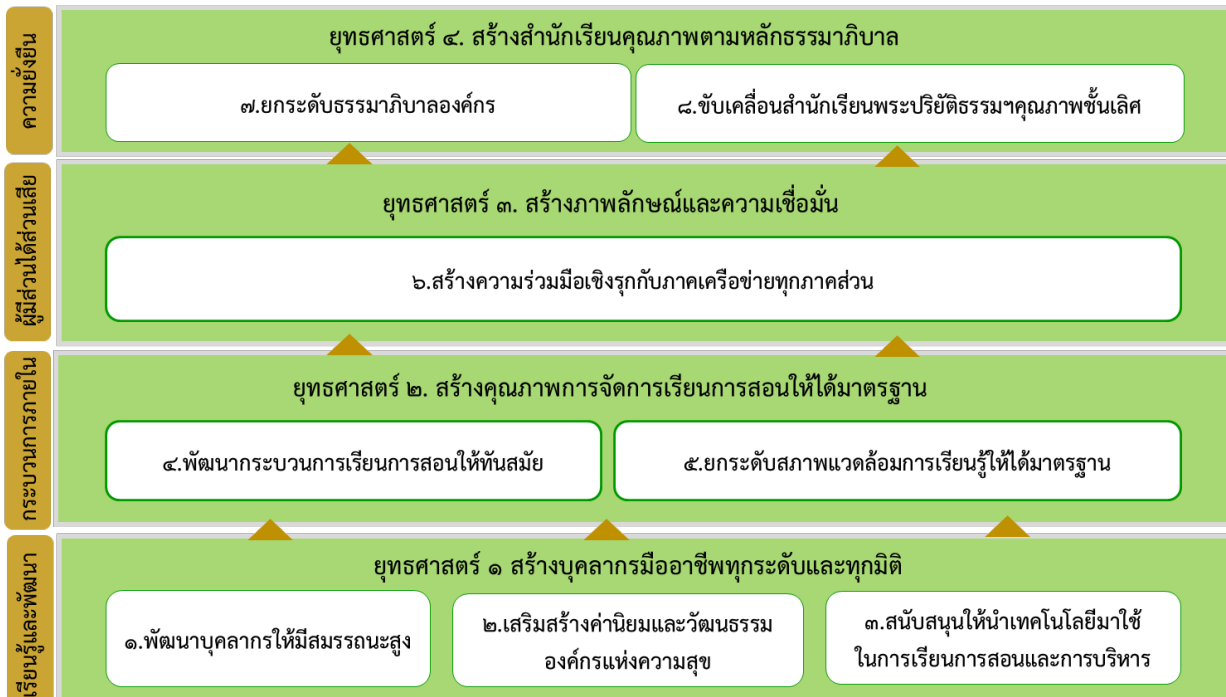 ความยั่งยืน
ยุทธศาสตร์ ๔. สร้างสำนักเรียนคุณภาพตามหลักธรรมาภิบาล
๗.ยกระดับธรรมาภิบาลองค์กร
๘.ขับเคลื่อนสำนักเรียนพระปริยัติธรรมฯคุณภาพชั้นเลิศ
ผู้มีส่วนได้ส่วนเสีย
ยุทธศาสตร์ ๓. สร้างภาพลักษณ์และความเชื่อมั่น
๖.สร้างความร่วมมือเชิงรุกกับภาคเครือข่ายทุกภาคส่วน
กระบวนการภายใน
ยุทธศาสตร์ ๒. สร้างคุณภาพการจัดการเรียนการสอนให้ได้มาตรฐาน
๔.พัฒนากระบวนการเรียนการสอนให้ทันสมัย
๕.ยกระดับสภาพแวดล้อมการเรียนรู้ให้ได้มาตรฐาน
เรียนรู้และพัฒนา
ยุทธศาสตร์ ๑ สร้างบุคลากรมืออาชีพทุกระดับและทุกมิติ
๑.พัฒนาบุคลากรให้มีสมรรถนะสูง
๒.เสริมสร้างค่านิยมและวัฒนธรรม
องค์กรแห่งความสุข
๓.สนับสนุนให้นำเทคโนโลยีมาใช้
ในการเรียนการสอนและการบริหาร